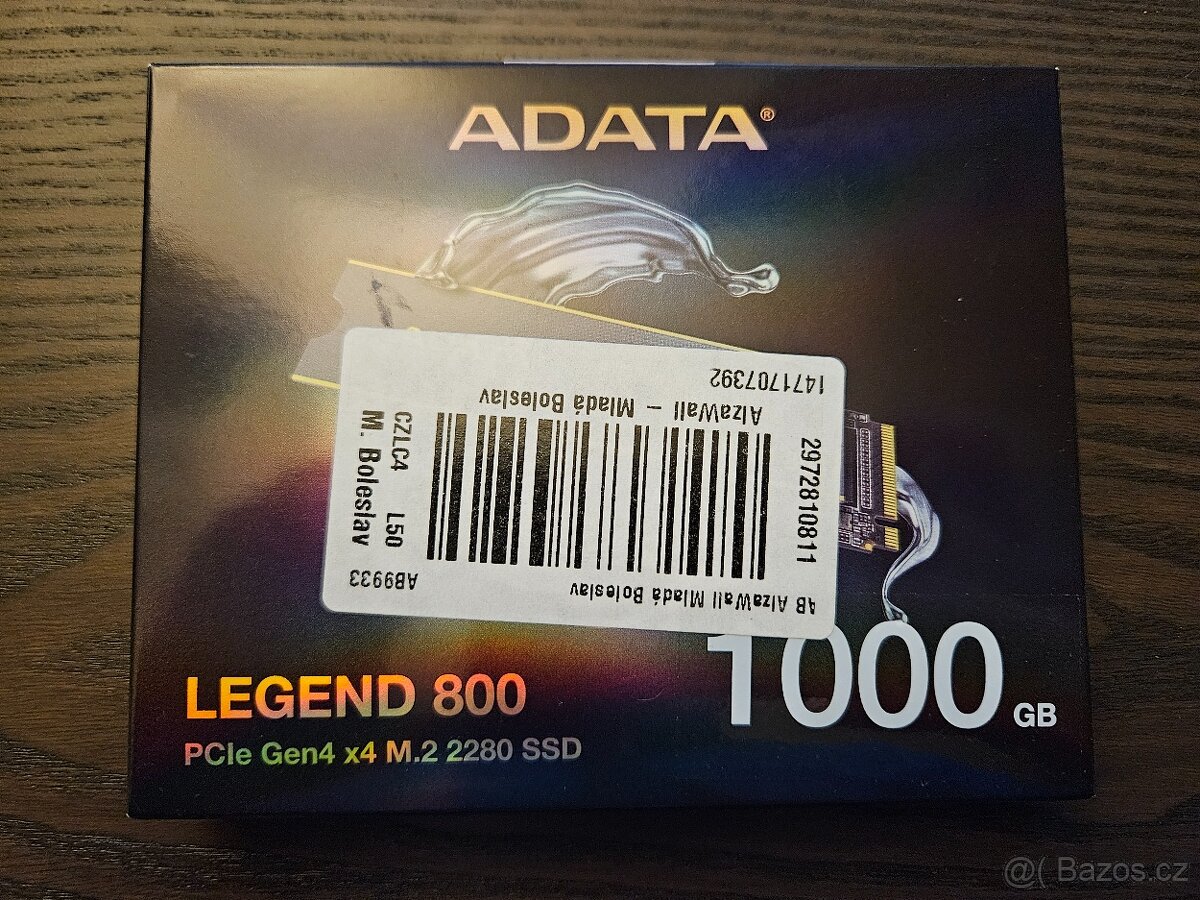 ADATA®
1471707392
AlzaWall – Mladá Boleslav
CZLC4 L50
M. Boleslav
2972810811
AB9933
AB AlzaWall Mladá Boleslav
1000 GB
LEGEND 800
PCIe Gen4 x4 M.2 2280 SSD
@( Bazos.cz